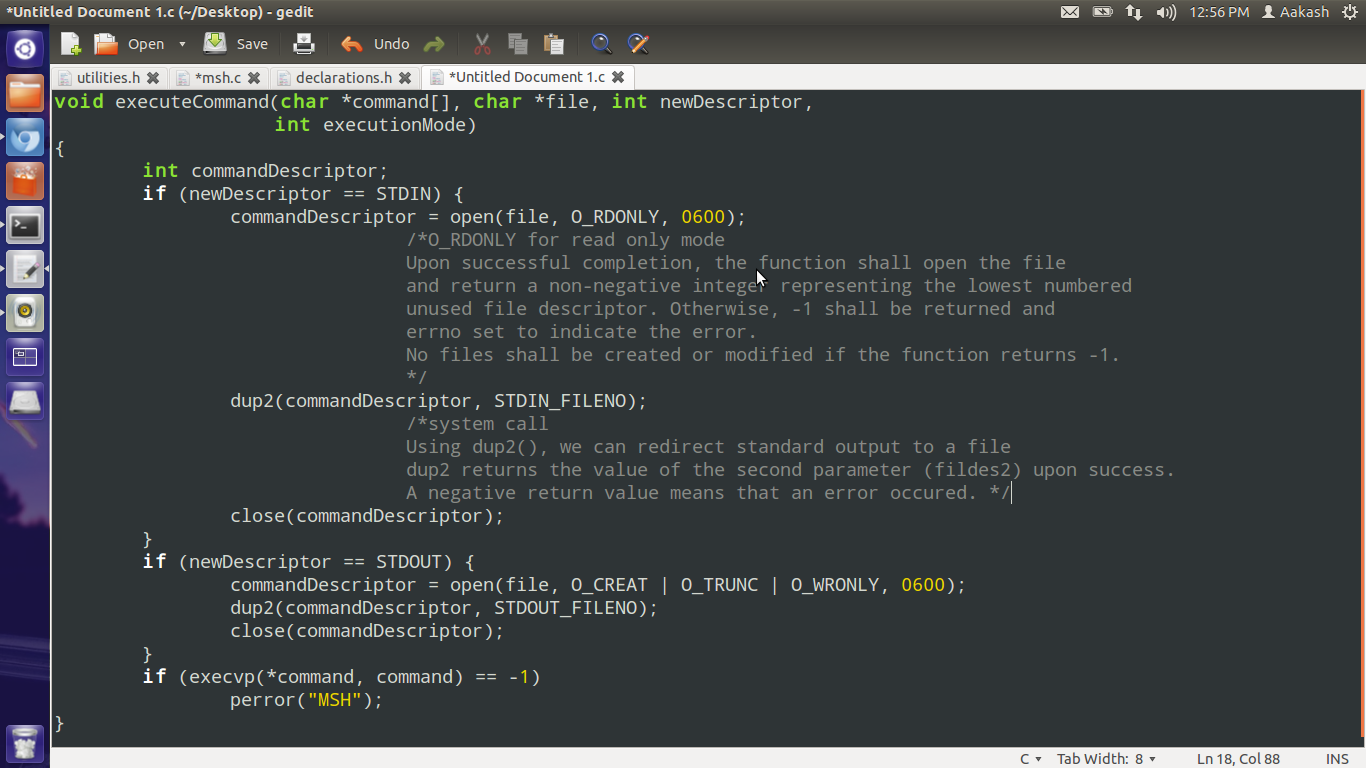 *Untitled Document 1.c (~/Desktop) - gedit
12:56 PM Aakash
Open Save Undo
utilities.h *msh.c declarations.h *Untitled Document 1.c
void executeCommand(char *command[], char *file, int newDescriptor,
int executionMode)
{
int commandDescriptor;
if (newDescriptor == STDIN) {
commandDescriptor = open(file, O_RDONLY, 0600);
/*O_RDONLY for read only mode
Upon successful completion, the function shall open the file
and return a non-negative integer representing the lowest numbered
unused file descriptor. Otherwise, -1 shall be returned and
errno set to indicate the error.
No files shall be created or modified if the function returns -1.
*/
dup2(commandDescriptor, STDIN_FILENO);
/*system call
Using dup2(), we can redirect standard output to a file
dup2 returns the value of the second parameter (fildes2) upon success.
A negative return value means that an error occured. */
close(commandDescriptor);
}
if (newDescriptor == STDOUT) {
commandDescriptor = open(file, O_CREAT | O_TRUNC | O_WRONLY, 0600);
dup2(commandDescriptor, STDOUT_FILENO);
close(commandDescriptor);
}
if (execvp(*command, command) == -1)
perror("MSH");
}
C Tab Width: 8 Ln 18, Col 88 INS